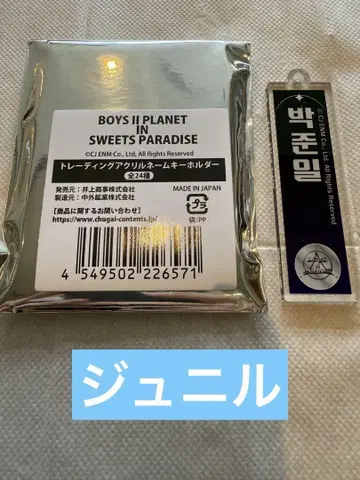 BOYS II PLANET
IN
SWEETS PARADISE
©CJ ENM Co., Ltd, All Rights Reserved
トレーディングアクリルネームキーホルダー
全24種
発売元:井上商事株式会社
製造元:中外鉱業株式会社
【商品に関するお問い合わせ】
https://www.chugai-contents.jp/
MADE IN JAPAN
プラ
袋:PP
4 549502 226571
박준일
©CJ ENM Co., Ltd, All Rights Reserved
ジュニル